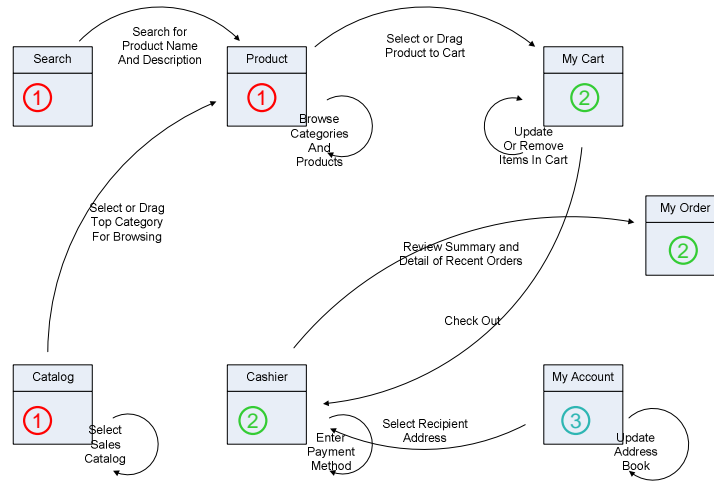 Search for
Product Name
And Description
Select or Drag
Product to Cart
Search
1
Product
1
My Cart
2
Browse
Categories
And
Products
Update
Or Remove
Items In Cart
Select or Drag
Top Category
For Browsing
My Order
2
Review Summary and
Detail of Recent Orders
Check Out
Catalog
1
Select
Sales
Catalog
Cashier
2
Enter
Payment
Method
Select Recipient
Address
My Account
3
Update
Address
Book